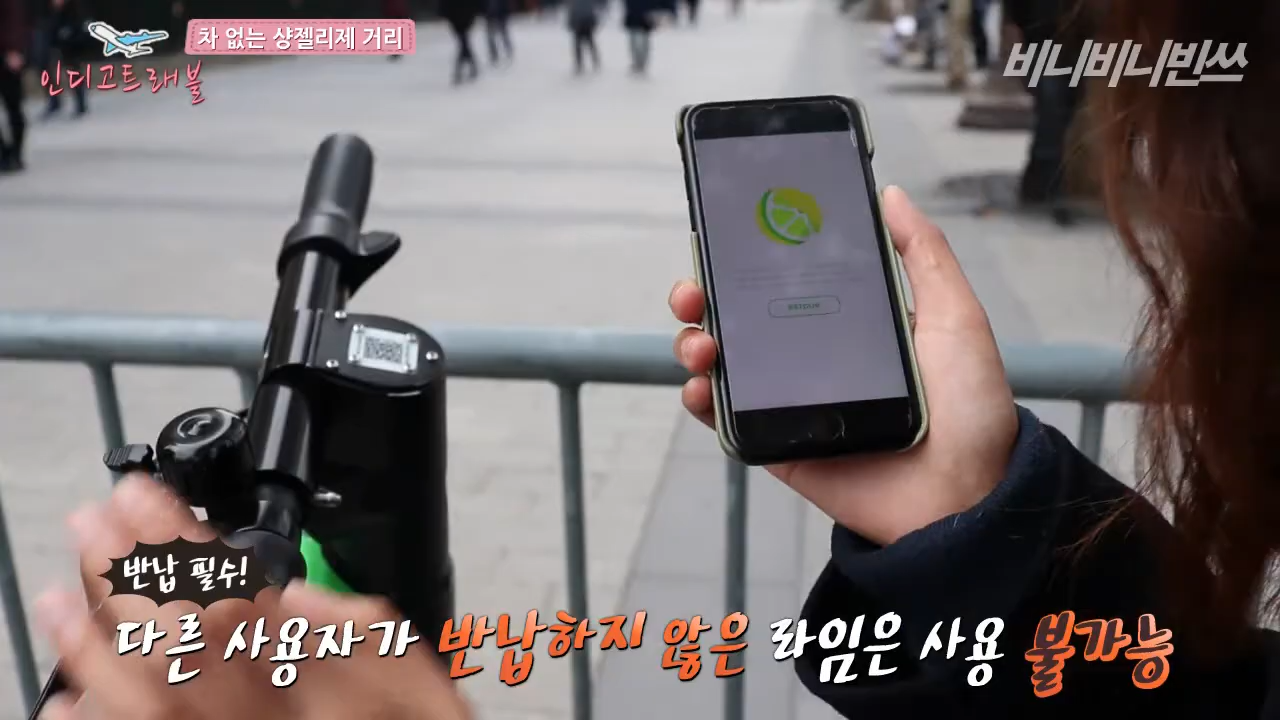 차 없는 샹젤리제 거리
인디고트래블
비니비니빈쓰
RETOUR
반납 필수!
다른 사용자가 반납하지 않은 라임은 사용 불가능